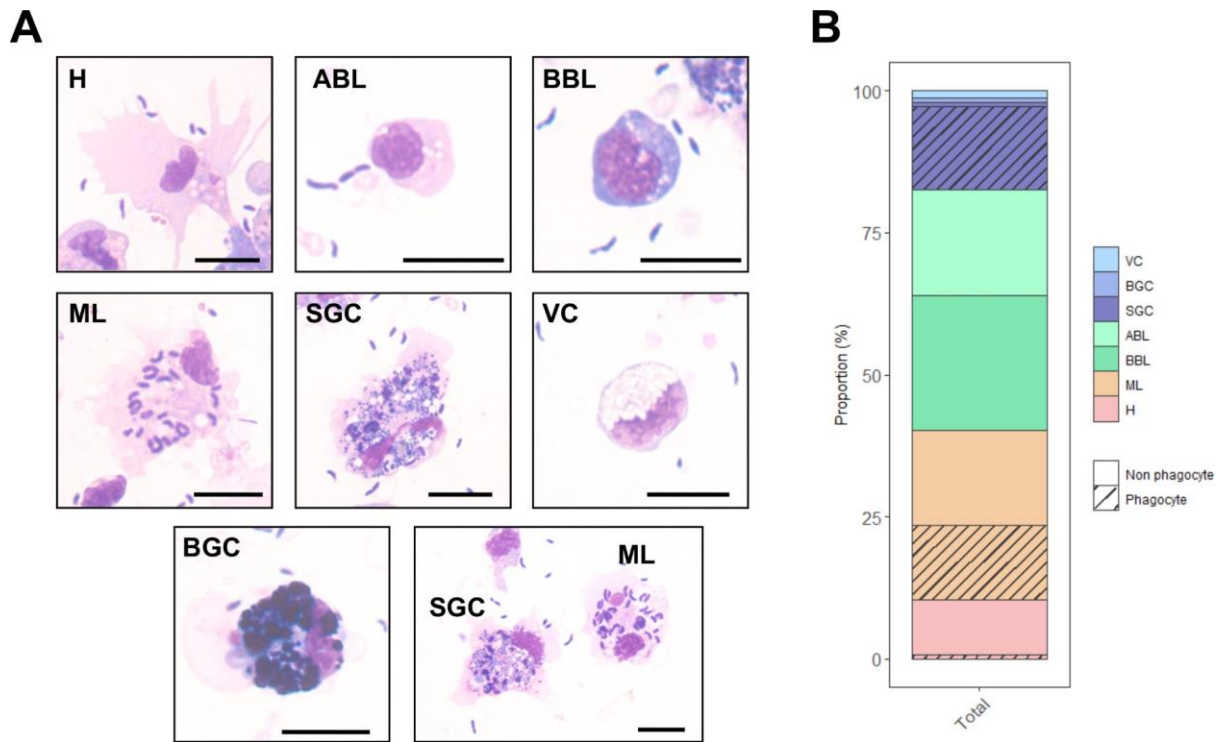 A
B
H
ABL
BBL
ML
SGC
VC
BGC
SGC
ML
Proportion (%)
100
75
50
25
0
Total
VC
BGC
SGC
ABL
BBL
ML
H
Non phagocyte
Phagocyte